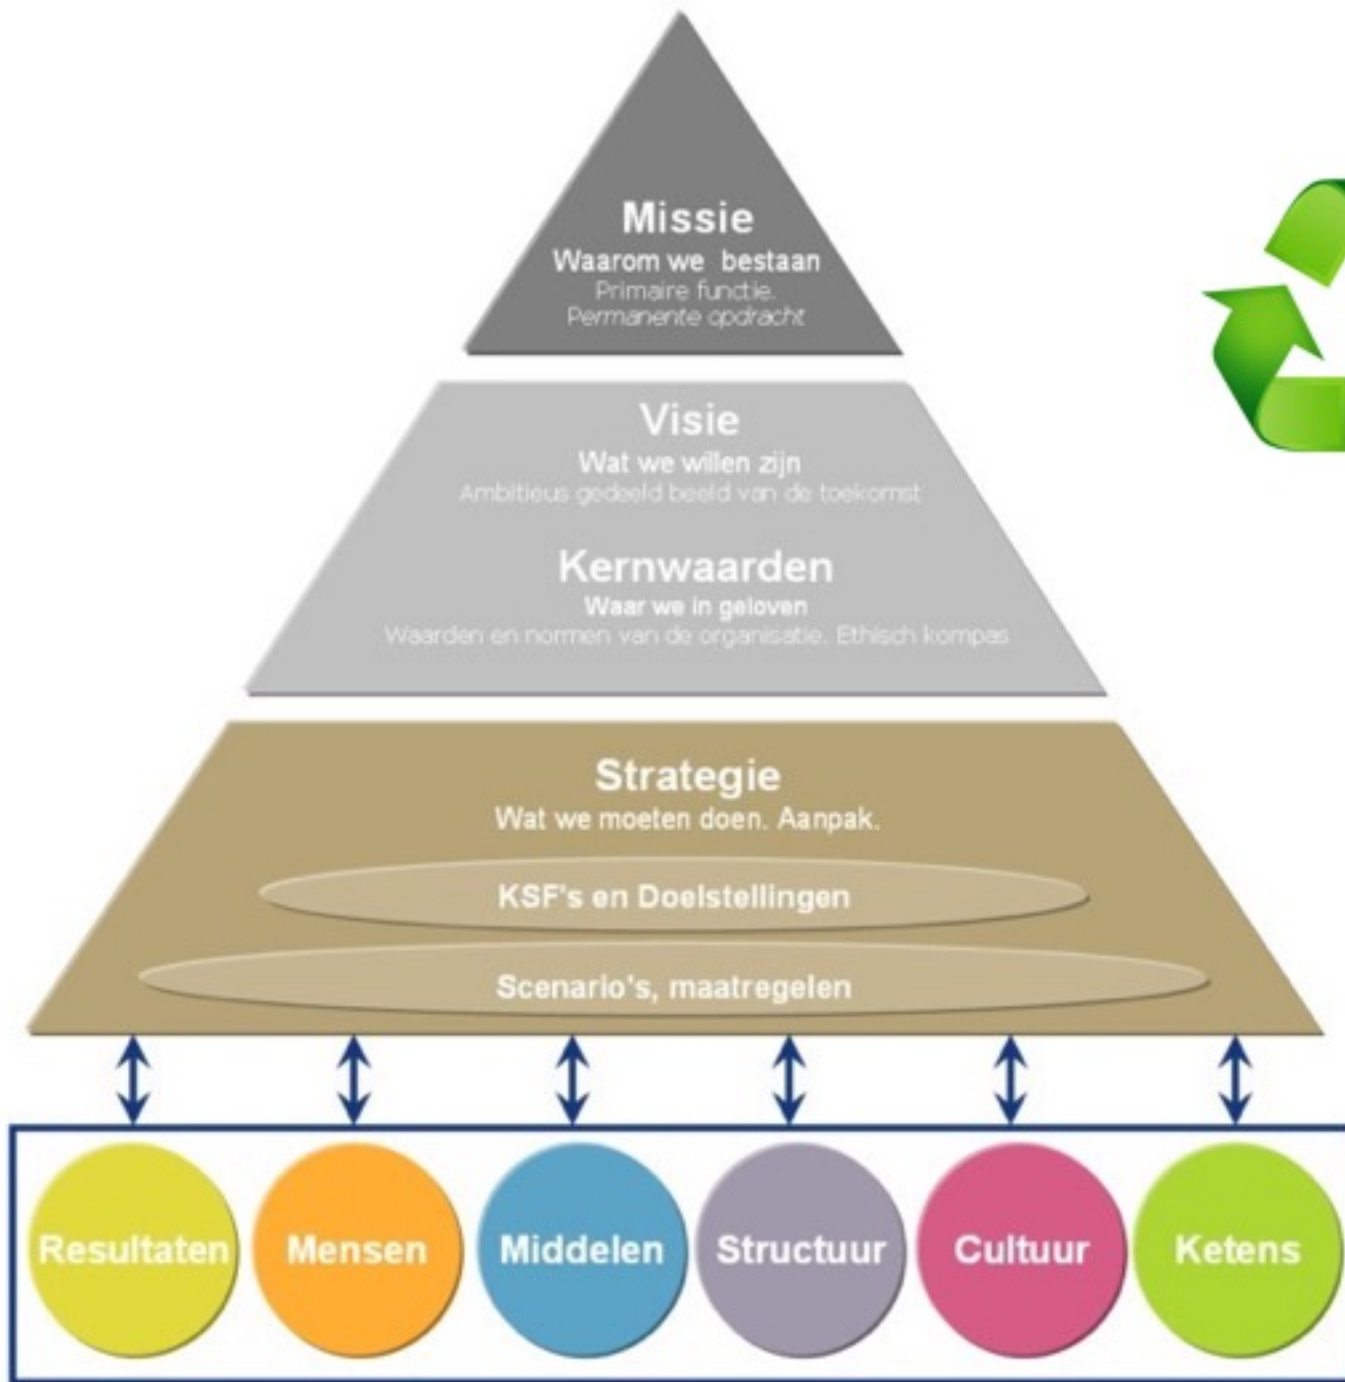 Missie
Waarom we bestaan
Primaire functie.
Permanente opdracht
Visie
Wat we willen zijn
Ambitieus gedeeld beeld van de toekomst
Kernwaarden
Waar we in geloven
Waarden en normen van de organisatie. Ethisch kompas
Strategie
Wat we moeten doen. Aanpak.
KSF's en Doelstellingen
Scenario's, maatregelen
Resultaten
Mensen
Middelen
Structuur
Cultuur
Ketens